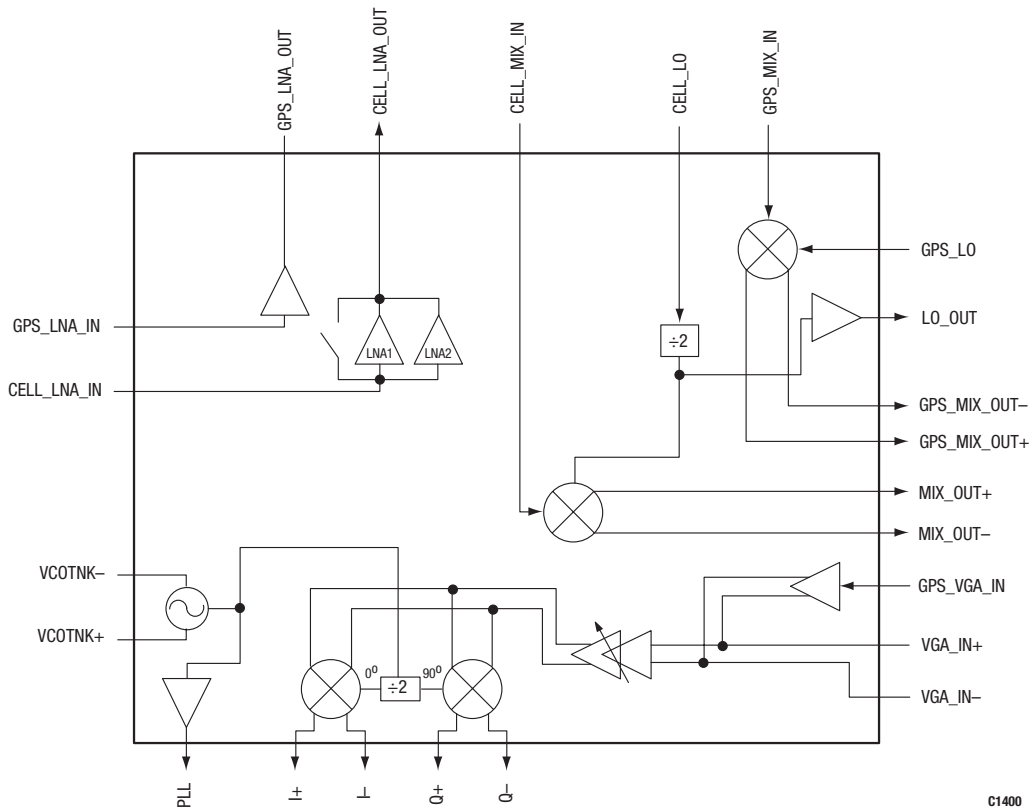 GPS_LNA_OUT
CELL_LNA_OUT
CELL_MIX_IN
CELL_LO
GPS_MIX_IN
GPS_LO
LO_OUT
GPS_LNA_IN
LNA1
LNA2
÷2
CELL_LNA_IN
GPS_MIX_OUT–
GPS_MIX_OUT+
MIX_OUT+
MIX_OUT–
VCOTNK–
GPS_VGA_IN
VCOTNK+
VGA_IN+
0⁰
÷2
90⁰
VGA_IN–
PLL
I+
I–
Q+
Q–
C1400